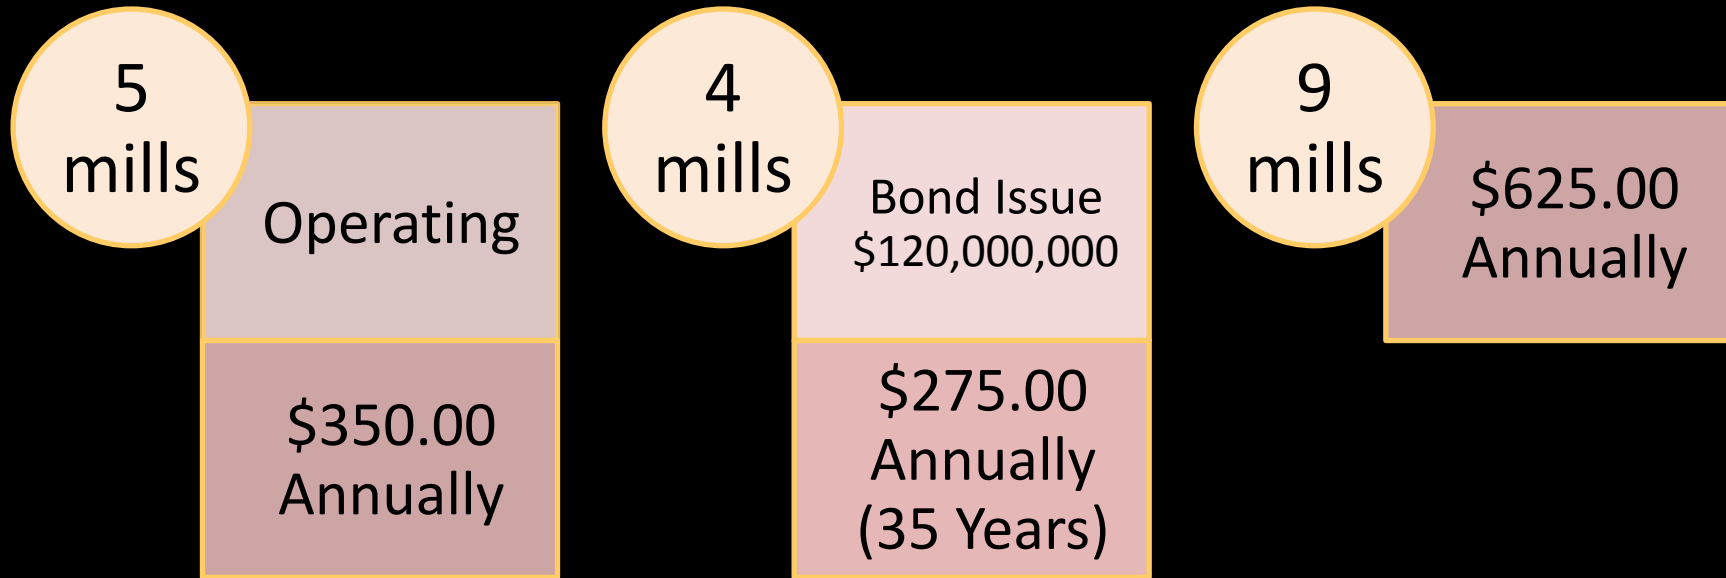 5
mills
Operating
$350.00
Annually
4
mills
Bond Issue
$120,000,000
$275.00
Annually
(35 Years)
9
mills
$625.00
Annually